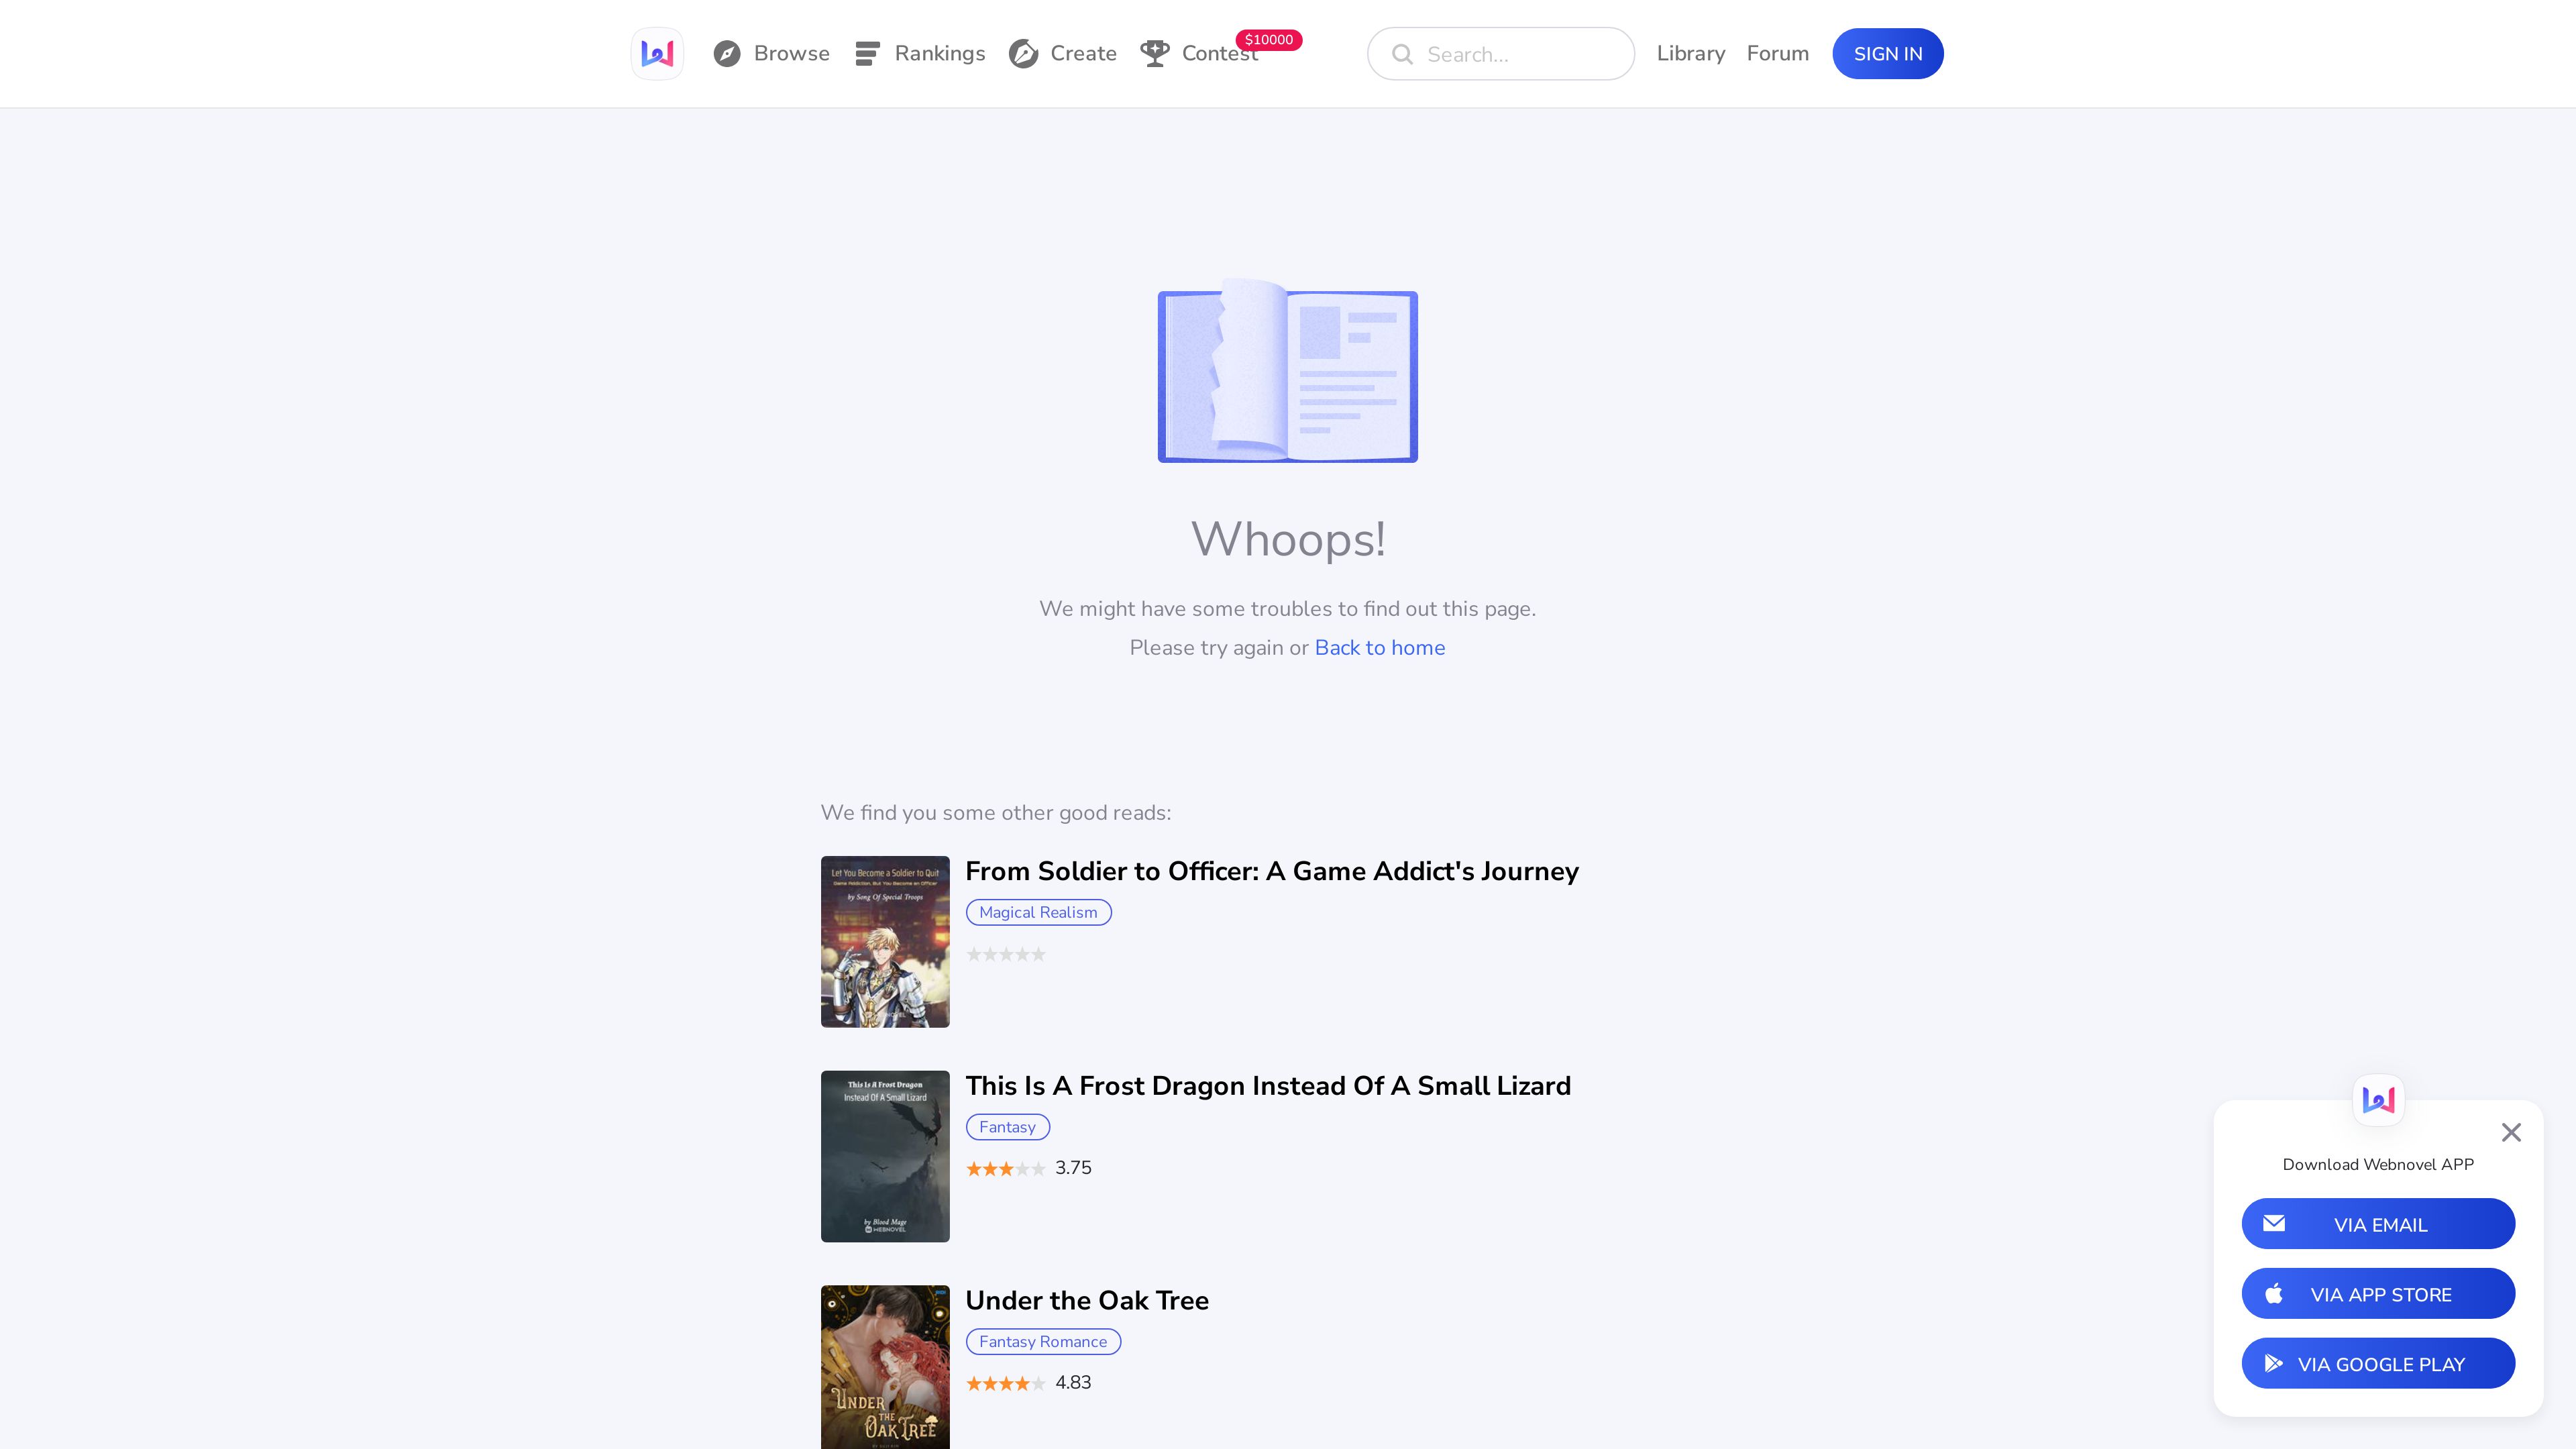 Browse
Rankings
Create
Contest
$10000
Search...
Library
Forum
SIGN IN
Whoops!
We might have some troubles to find out this page.
Please try again or Back to home
We find you some other good reads:
Let You Become a Soldier to Quit
Game Addiction, But You Become an Officer
by Song Of Special Troops
From Soldier to Officer: A Game Addict's Journey
Magical Realism
This Is A Frost Dragon
Instead Of A Small Lizard
by Blood Mage
WEBNOVEL
This Is A Frost Dragon Instead Of A Small Lizard
Fantasy
3.75
UNDER
THE
OAK TREE
Under the Oak Tree
Fantasy Romance
4.83
Download Webnovel APP
VIA EMAIL
VIA APP STORE
VIA GOOGLE PLAY